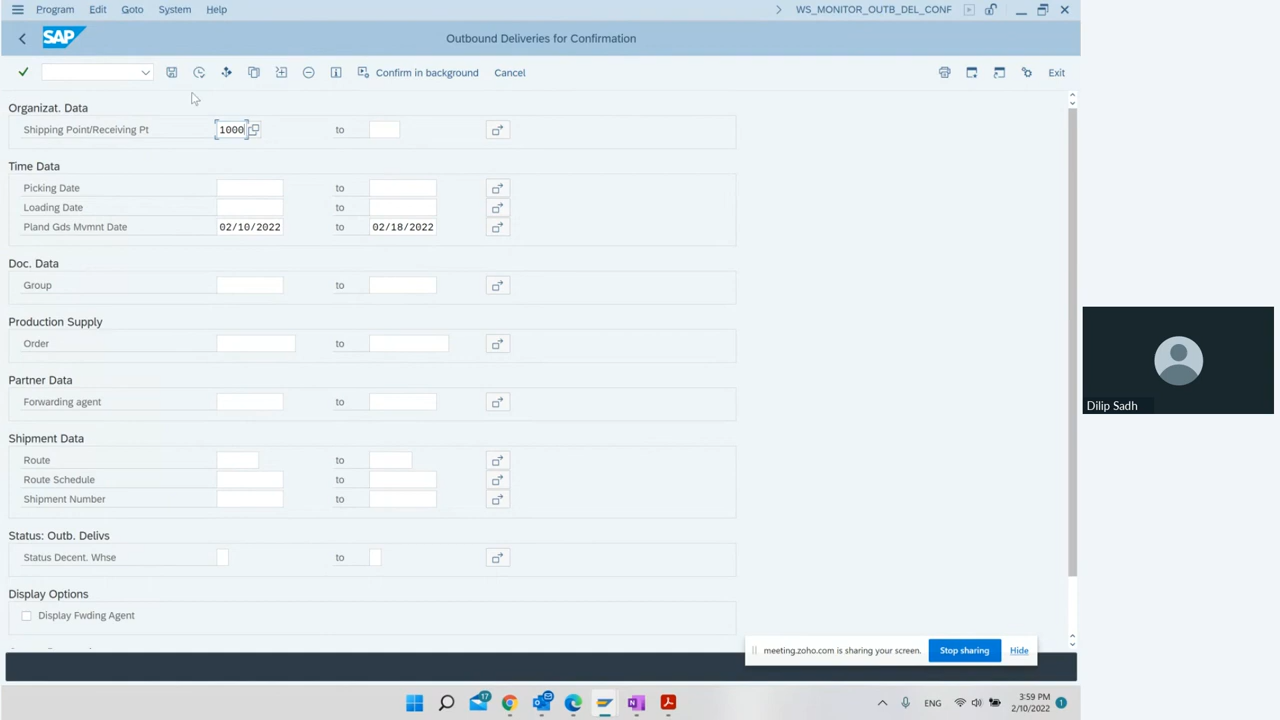 Program Edit Goto System Help WS_MONITOR_OUTB_DEL_CONF
SAP Outbound Deliveries for Confirmation
Confirm in background Cancel Exit
Organizat. Data
Shipping Point/Receiving Pt 1000 to
Time Data
Picking Date to
Loading Date to
Pland Gds Mvmnt Date 02/10/2022 to 02/18/2022
Doc. Data
Group to
Production Supply
Order to
Partner Data
Forwarding agent to
Shipment Data
Route to
Route Schedule to
Shipment Number to
Status: Outb. Delivs
Status Decent. Whse to
Display Options
Display Fwding Agent
meeting.zoho.com is sharing your screen. Stop sharing Hide
Dilip Sadh
17
ENG
3:59 PM
2/10/2022
1